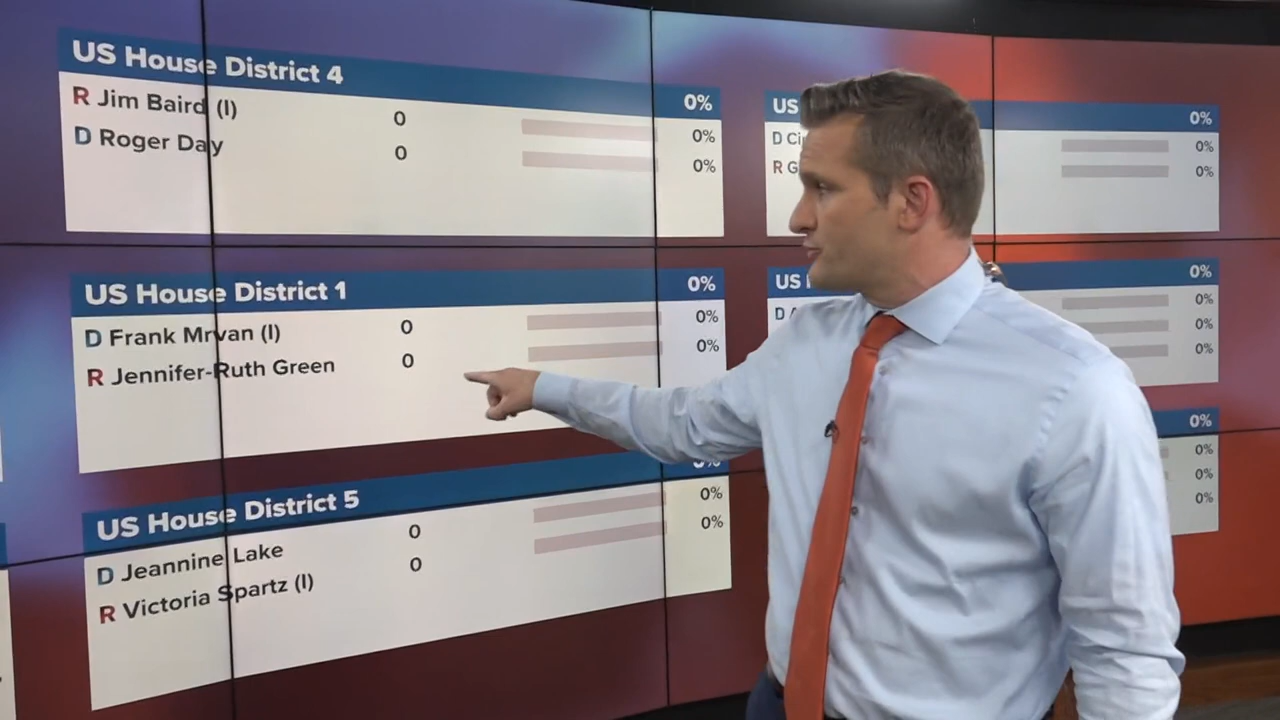 US House District 4
0%
R Jim Baird (I) 0 0%
D Roger Day 0 0%
US House District 1 0%
D Frank Mrvan (I) 0 0%
R Jennifer-Ruth Green 0 0%
US House District 5 0%
D Jeannine Lake 0 0%
R Victoria Spartz (I) 0 0%
US 0%
D 0%
R 0%
US 0%
D 0%
0%
0%
0%
0%
0%
0%